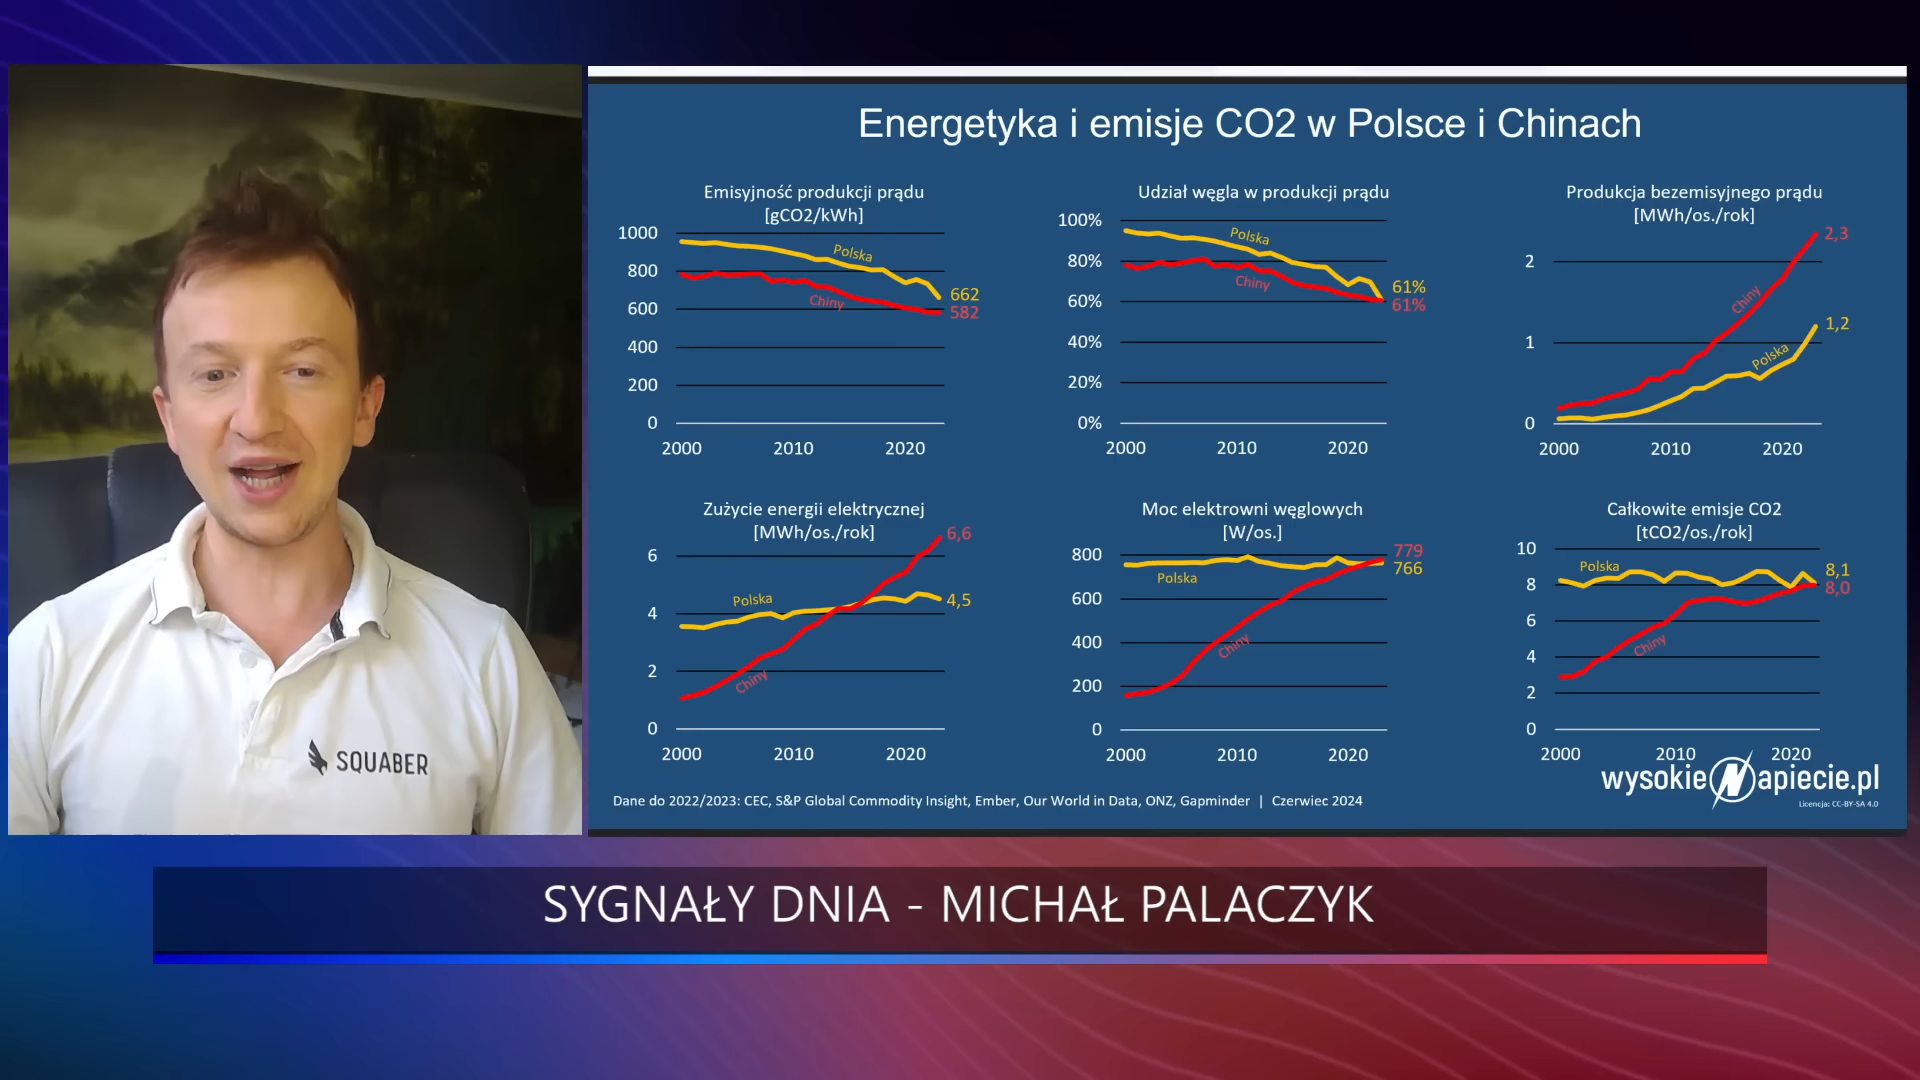 Energetyka i emisje CO2 w Polsce i Chinach
Emisyjność produkcji prądu
[gCO2/kWh]
1000
800
600
400
200
0
2000 2010 2020
Polska
Chiny
662
582
Udział węgla w produkcji prądu
100%
80%
60%
40%
20%
0%
2000 2010 2020
Polska
Chiny
61%
61%
Produkcja bezemisyjnego prądu
[MWh/os./rok]
2
1
0
2000 2010 2020
Chiny
Polska
2,3
1,2
Zużycie energii elektrycznej
[MWh/os./rok]
6
4
2
0
2000 2010 2020
Polska
Chiny
6,6
4,5
Moc elektrowni węglowych
[W/os.]
800
600
400
200
0
2000 2010 2020
Polska
Chiny
779
766
Całkowite emisje CO2
[tCO2/os./rok]
10
8
6
4
2
0
2000 2010 2020
Polska
Chiny
8,1
8,0
Dane do 2022/2023: CEC, S&P Global Commodity Insight, Ember, Our World in Data, ONZ, Gapminder | Czerwiec 2024
wysokieNapiecie.pl
Licencja: CC-BY-SA 4.0
SQUABER
SYGNAŁY DNIA - MICHAŁ PALACZYK